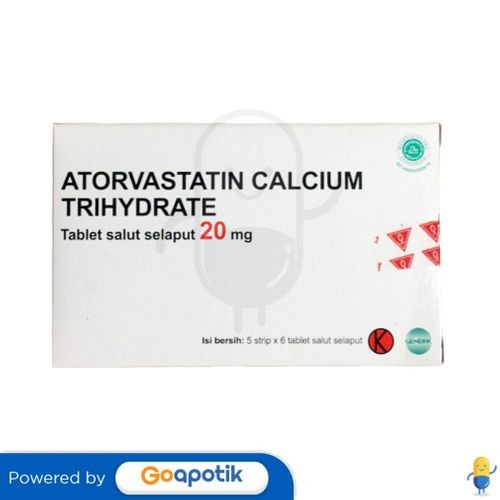 ATORVASTATIN CALCIUM
TRIHYDRATE
Tablet salut selaput 20 mg
Isi bersih: 5 strip x 6 tablet salut selaput
K
GENERIK
Powered by Goapotik